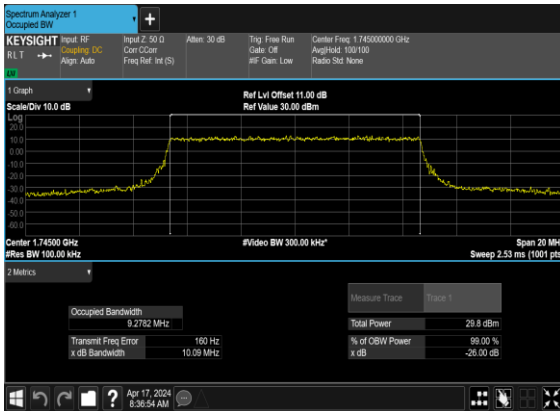 Spectrum Analyzer 1
Occupied BW
KEYSIGHT
RLT
Input: RF
Coupling: DC
Align: Auto
Input Z: 50 Ω
Corr CCorr
Freq Ref: Int (S)
Atten: 30 dB
Trig: Free Run
Gate: Off
#IF Gain: Low
Center Freq: 1.745000000 GHz
Avg|Hold: 100/100
Radio Std: None
1 Graph
Scale/Div 10.0 dB
Ref Lvl Offset 11.00 dB
Ref Value 30.00 dBm
Log
20.0
10.0
0.00
-10.0
-20.0
-30.0
-40.0
-50.0
-60.0
Center 1.74500 GHz
#Res BW 100.00 kHz
#Video BW 300.00 kHz*
Span 20 MH
Sweep 2.53 ms (1001 pts
2 Metrics
Measure Trace
Trace 1
Occupied Bandwidth
9.2782 MHz
Total Power
29.8 dBm
Transmit Freq Error
160 Hz
% of OBW Power
99.00 %
x dB Bandwidth
10.09 MHz
x dB
-26.00 dB
Apr 17, 2024
8:36:54 AM